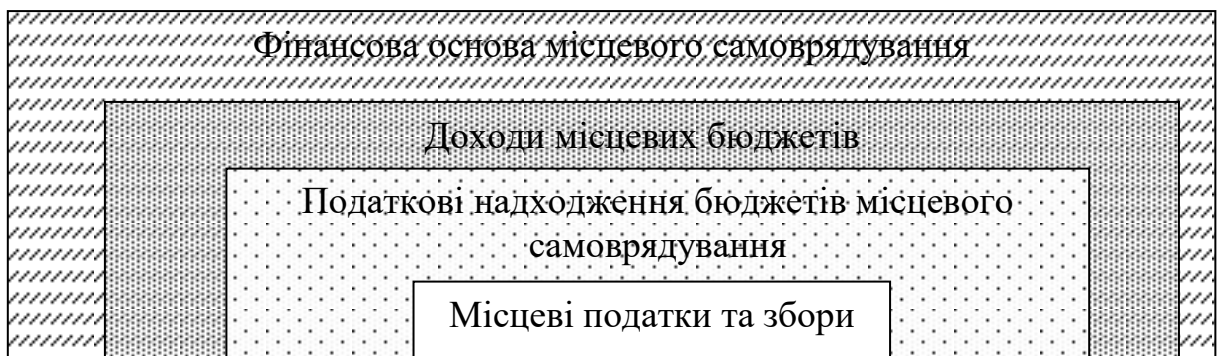 Фінансова основа місцевого самоврядування
Доходи місцевих бюджетів
Податкові надходження бюджетів місцевого
самоврядування
Місцеві податки та збори